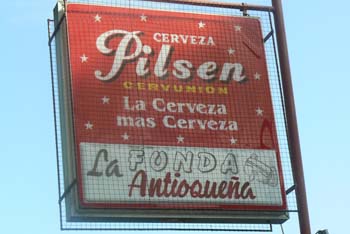 CERVEZA
Pilsen
CERVUNION
La Cerveza
mas Cerveza
La FONDA
Antioqueña